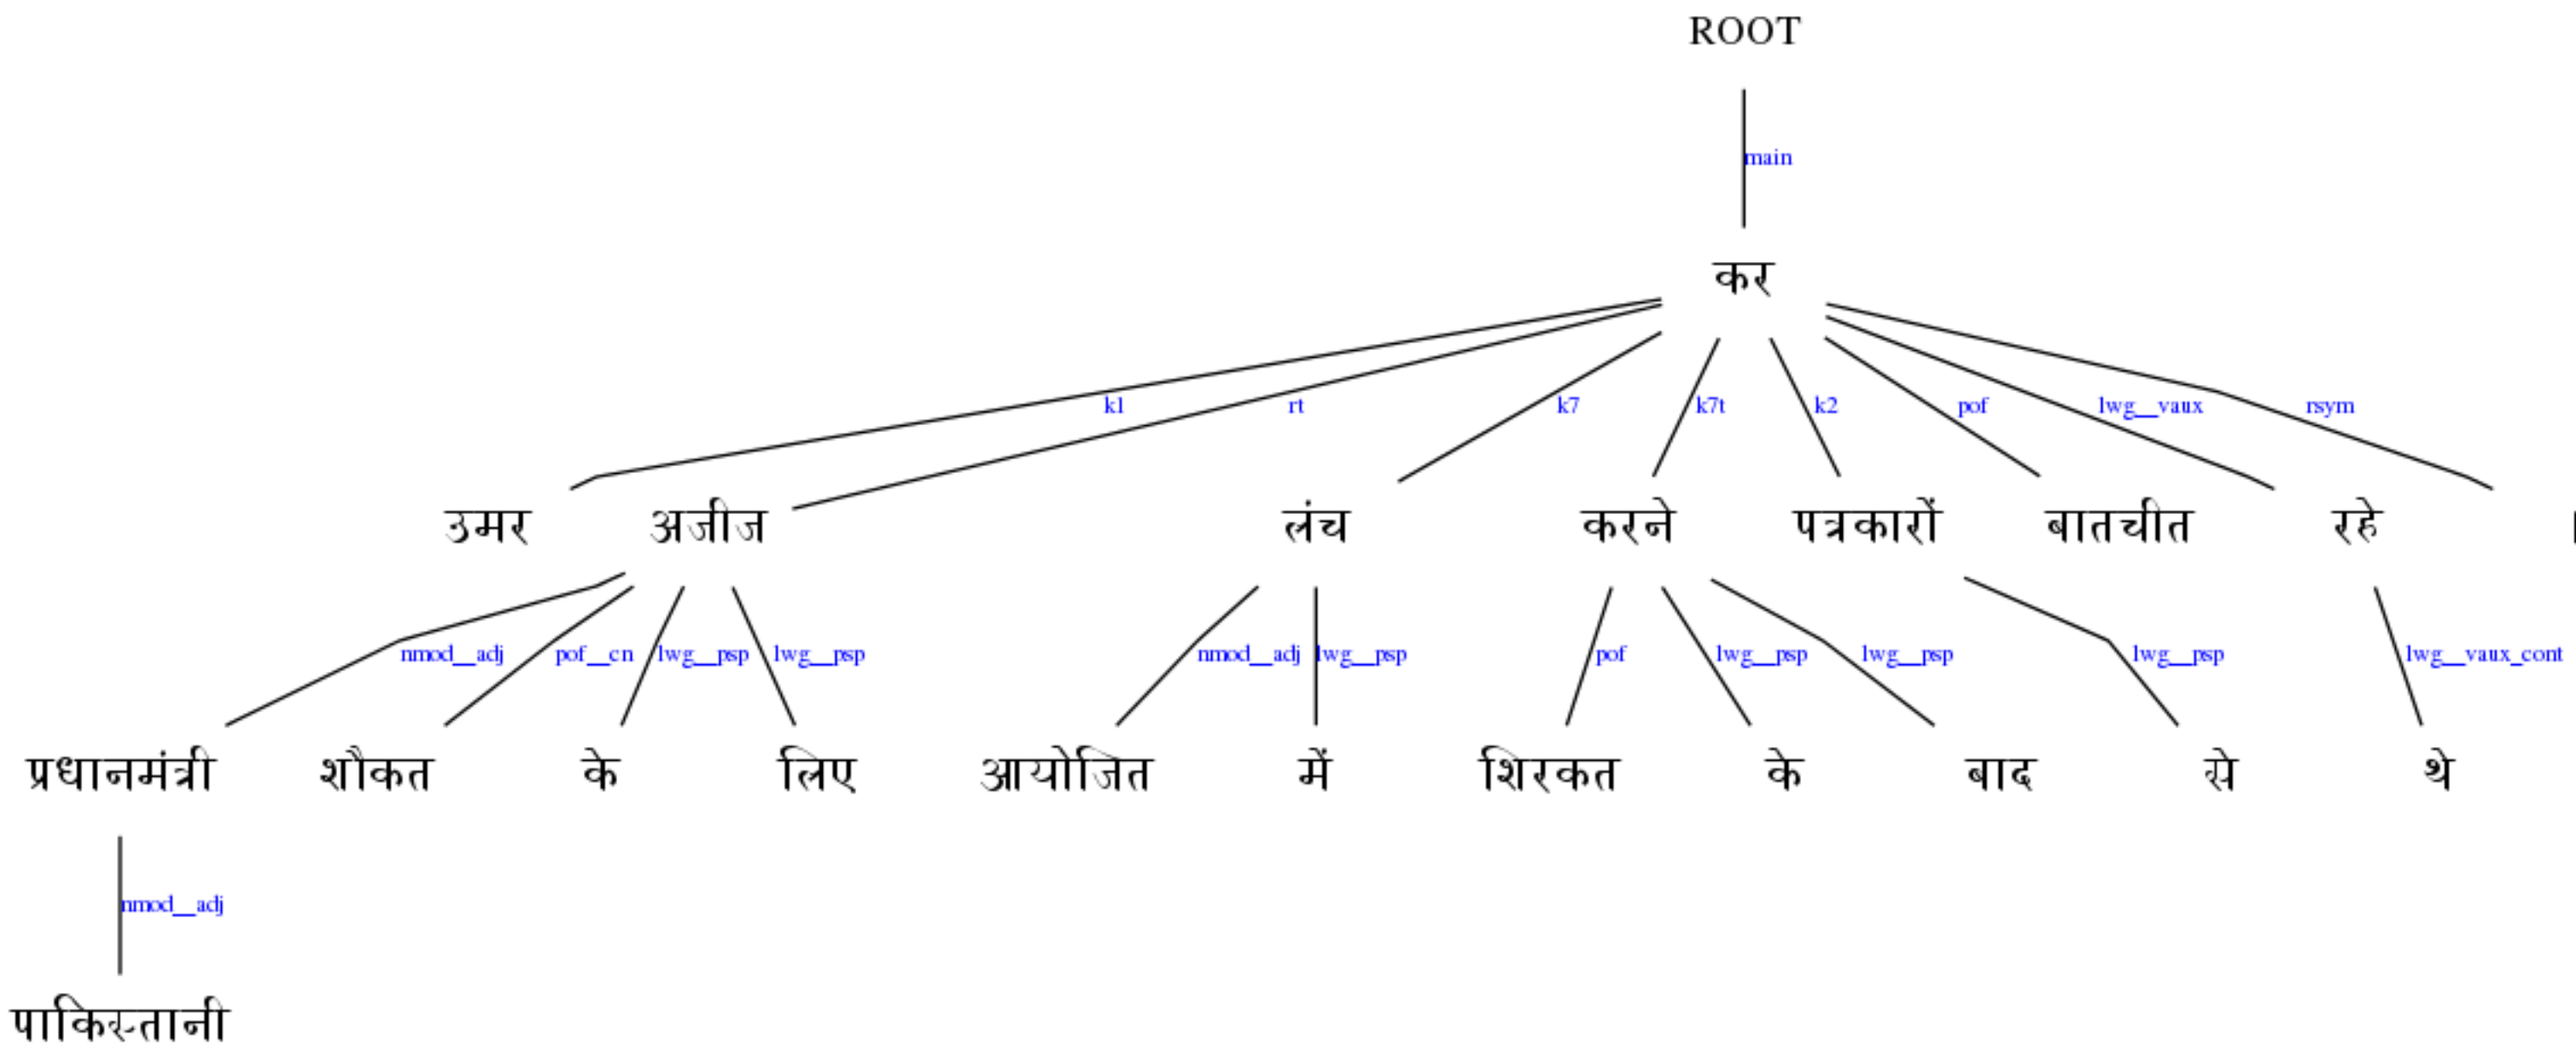 ROOT
main
कर
k1 rt k7 k7t k2 pof lwg__vaux rsym
उमर अजीज लंच करने पत्रकारों बातचीत रहे ।
nmod__adj pof__cn lwg__psp lwg__psp nmod__adj lwg__psp pof lwg__psp lwg__psp lwg__psp lwg__vaux_cont
प्रधानमंत्री शौकत के लिए आयोजित में शिरकत के बाद से थे
nmod__adj
पाकिस्तानी